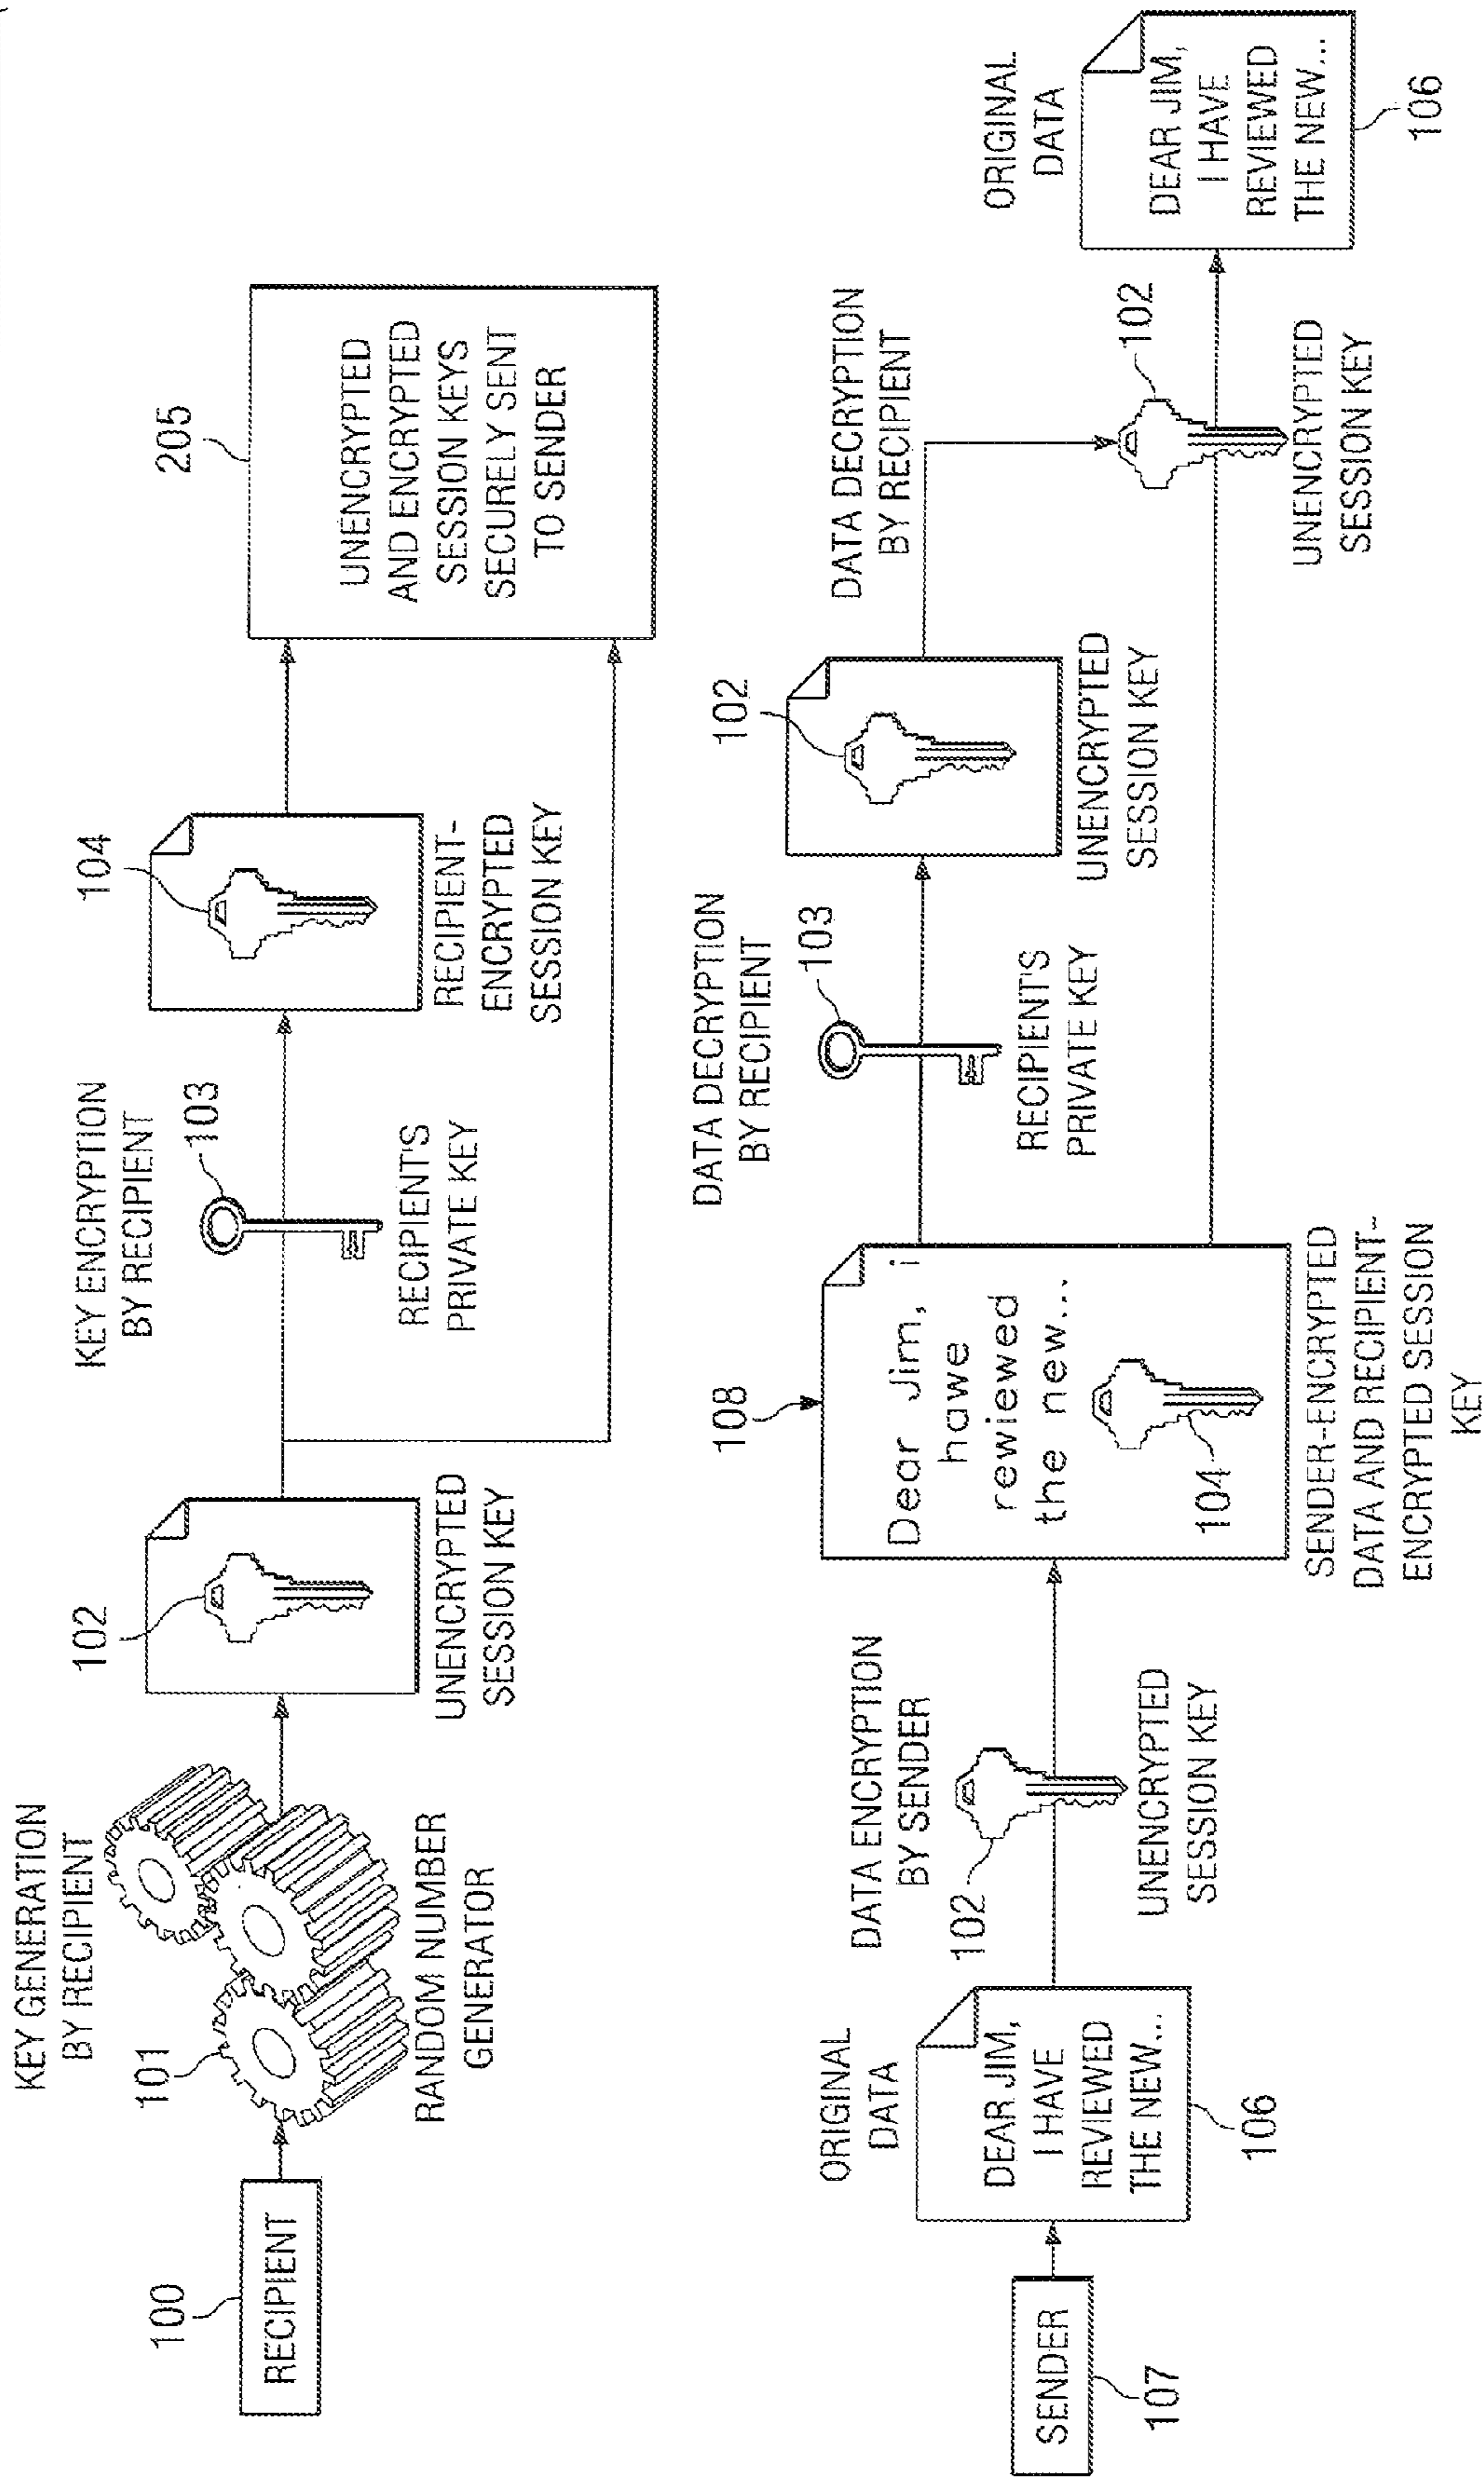 KEY GENERATION
BY RECIPIENT
101
100
RECIPIENT
RANDOM NUMBER
GENERATOR
102
UNENCRYPTED
SESSION KEY
KEY ENCRYPTION
BY RECIPIENT
103
RECIPIENT'S
PRIVATE KEY
104
RECIPIENT-
ENCRYPTED
SESSION KEY
205
UNENCRYPTED
AND ENCRYPTED
SESSION KEYS
SECURELY SENT
TO SENDER
SENDER
107
ORIGINAL
DATA
DEAR JIM,
I HAVE
REVIEWED
THE NEW...
106
DATA ENCRYPTION
BY SENDER
102
UNENCRYPTED
SESSION KEY
108
Dear Jim, i
hawe
rewiewed
the new...
104
SENDER-ENCRYPTED
DATA AND RECIPIENT-
ENCRYPTED SESSION
KEY
DATA DECRYPTION
BY RECIPIENT
103
RECIPIENT'S
PRIVATE KEY
102
UNENCRYPTED
SESSION KEY
DATA DECRYPTION
BY RECIPIENT
102
UNENCRYPTED
SESSION KEY
ORIGINAL
DATA
DEAR JIM,
I HAVE
REVIEWED
THE NEW...
106